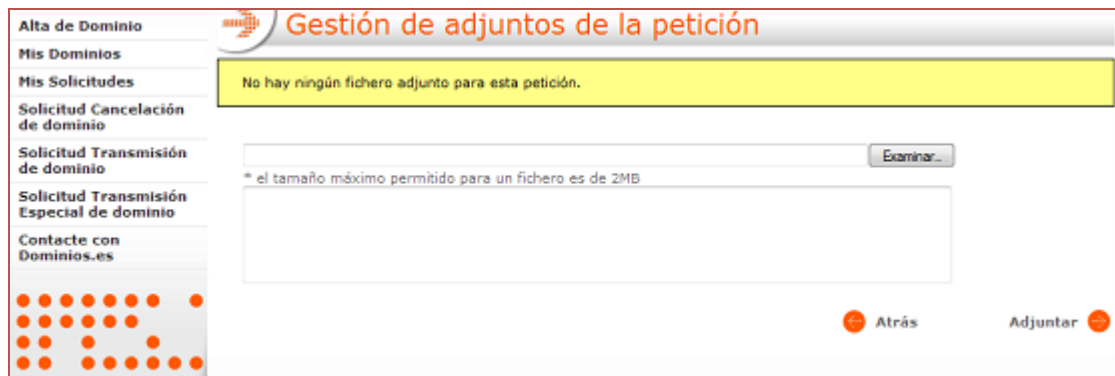 Alta de Dominio
Mis Dominios
Mis Solicitudes
Solicitud Cancelación
de dominio
Solicitud Transmisión
de dominio
Solicitud Transmisión
Especial de dominio
Contacte con
Dominios.es
Gestión de adjuntos de la petición
No hay ningún fichero adjunto para esta petición.
Examinar...
* el tamaño máximo permitido para un fichero es de 2MB
Atrás
Adjuntar